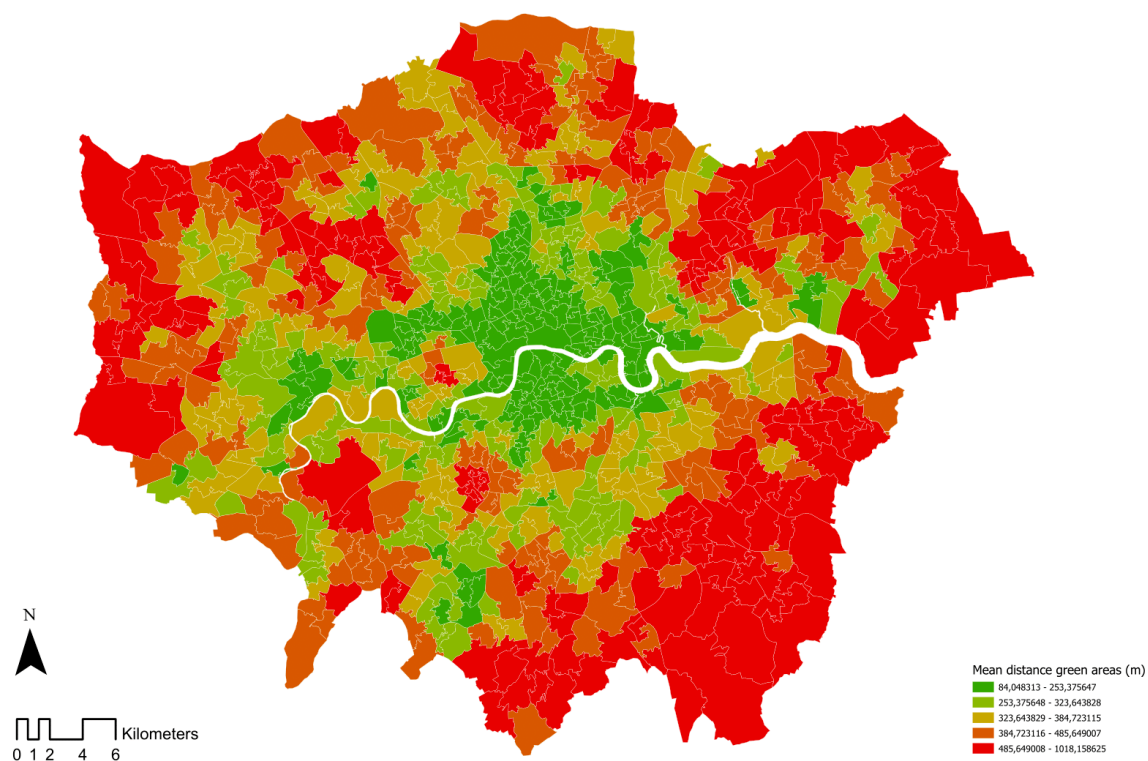 N
Kilometers
0 1 2 4 6
Mean distance green areas (m)
84,048313 - 253,375647
253,375648 - 323,643828
323,643829 - 384,723115
384,723116 - 485,649007
485,649008 - 1018,158625